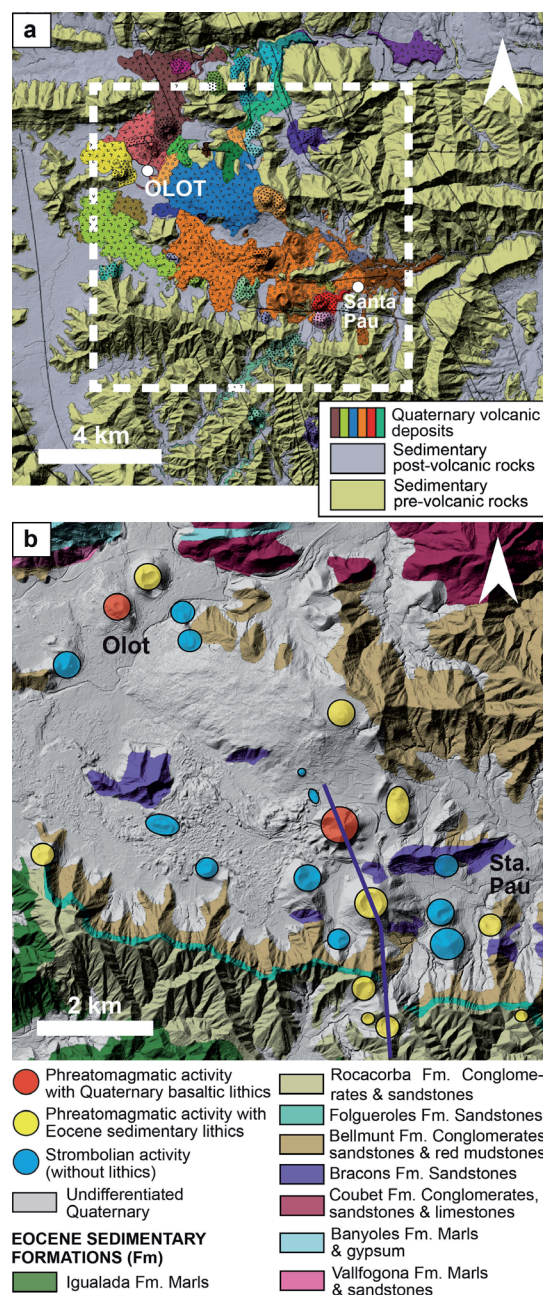 a
OLOT
Santa
Pau
4 km
Quaternary volcanic
deposits
Sedimentary
post-volcanic rocks
Sedimentary
pre-volcanic rocks
b
Olot
Sta.
Pau
2 km
Phreatomagmatic activity
with Quaternary basaltic lithics
Phreatomagmatic activity with
Eocene sedimentary lithics
Strombolian activity
(without lithics)
Undifferentiated
Quaternary
EOCENE SEDIMENTARY
FORMATIONS (Fm)
Igualada Fm. Marls
Rocacorba Fm. Conglome-
rates & sandstones
Folgueroles Fm. Sandstones
Bellmunt Fm. Conglomerates
sandstones & red mudstones
Bracons Fm. Sandstones
Coubet Fm. Conglomerates,
sandstones & limestones
Banyoles Fm. Marls
& gypsum
Vallfogona Fm. Marls
& sandstones